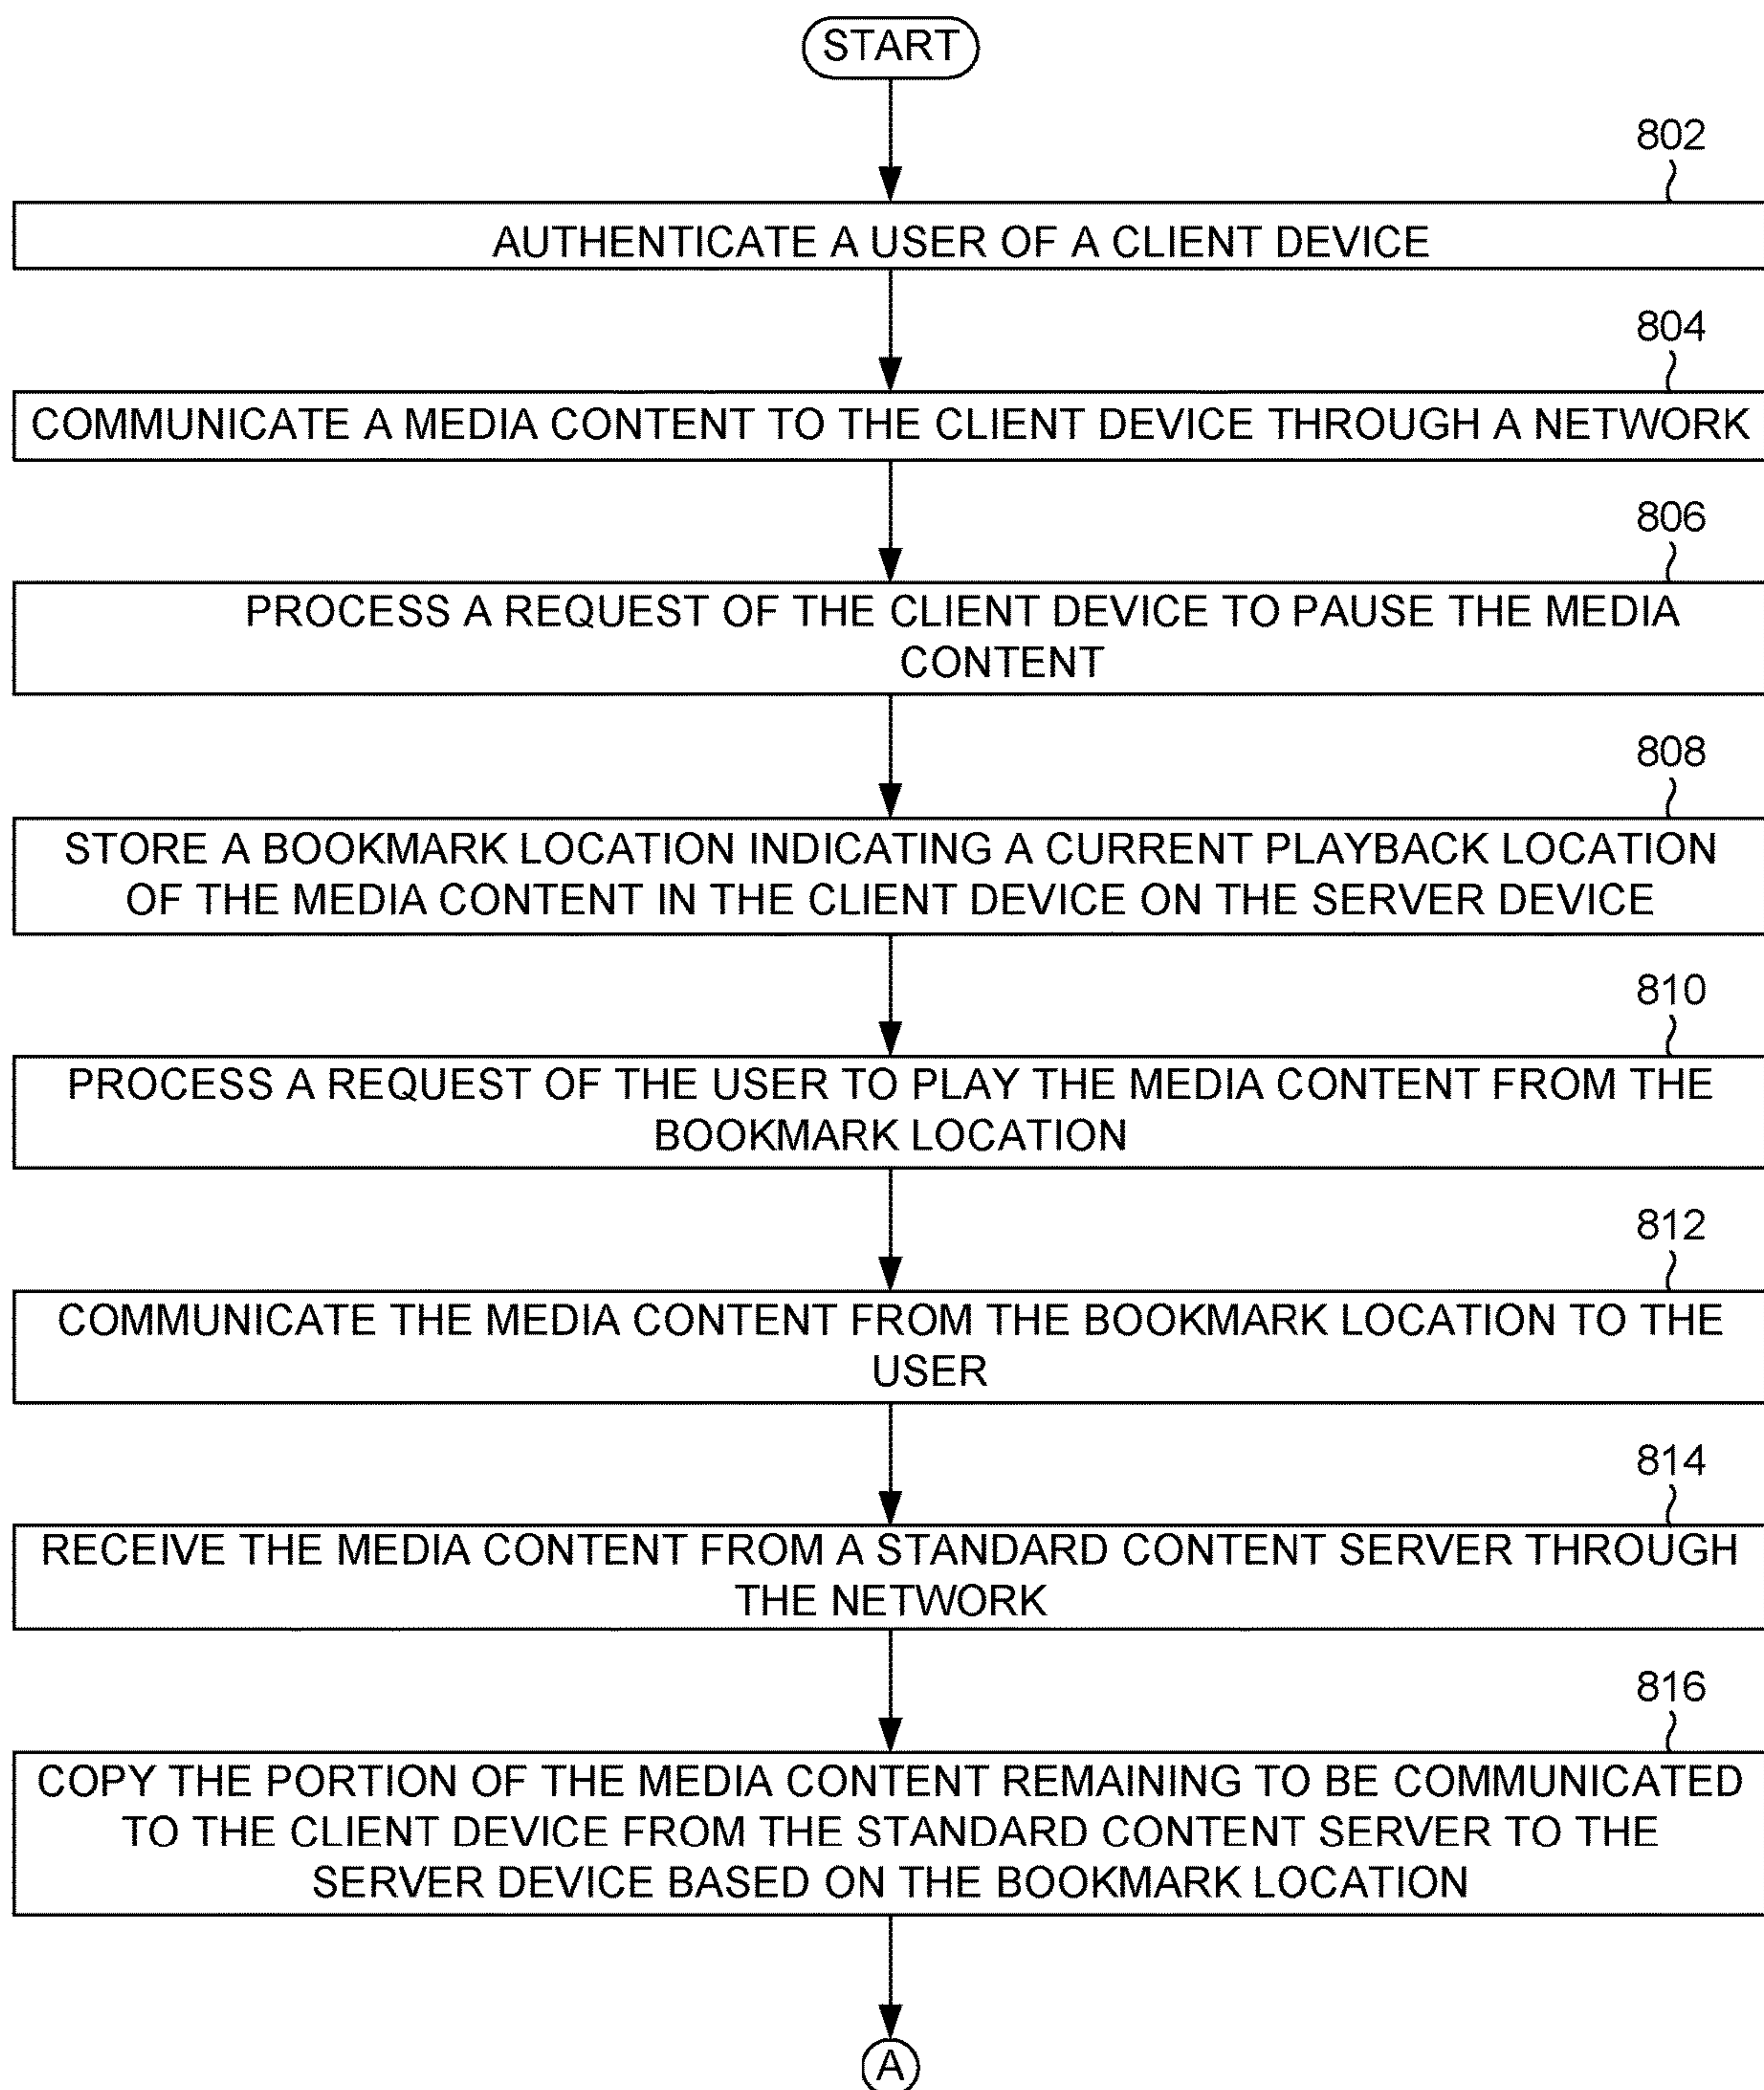 START
802
AUTHENTICATE A USER OF A CLIENT DEVICE
804
COMMUNICATE A MEDIA CONTENT TO THE CLIENT DEVICE THROUGH A NETWORK
806
PROCESS A REQUEST OF THE CLIENT DEVICE TO PAUSE THE MEDIA
CONTENT
808
STORE A BOOKMARK LOCATION INDICATING A CURRENT PLAYBACK LOCATION
OF THE MEDIA CONTENT IN THE CLIENT DEVICE ON THE SERVER DEVICE
810
PROCESS A REQUEST OF THE USER TO PLAY THE MEDIA CONTENT FROM THE
BOOKMARK LOCATION
812
COMMUNICATE THE MEDIA CONTENT FROM THE BOOKMARK LOCATION TO THE
USER
814
RECEIVE THE MEDIA CONTENT FROM A STANDARD CONTENT SERVER THROUGH
THE NETWORK
816
COPY THE PORTION OF THE MEDIA CONTENT REMAINING TO BE COMMUNICATED
TO THE CLIENT DEVICE FROM THE STANDARD CONTENT SERVER TO THE
SERVER DEVICE BASED ON THE BOOKMARK LOCATION
A